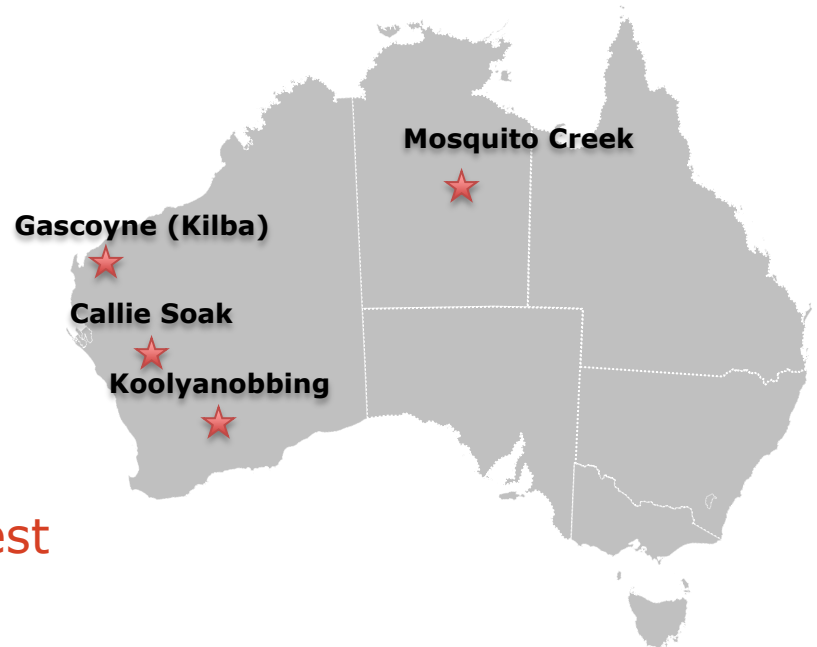 Mosquito Creek
Gascoyne (Kilba)
Callie Soak
Koolyanobbing
est